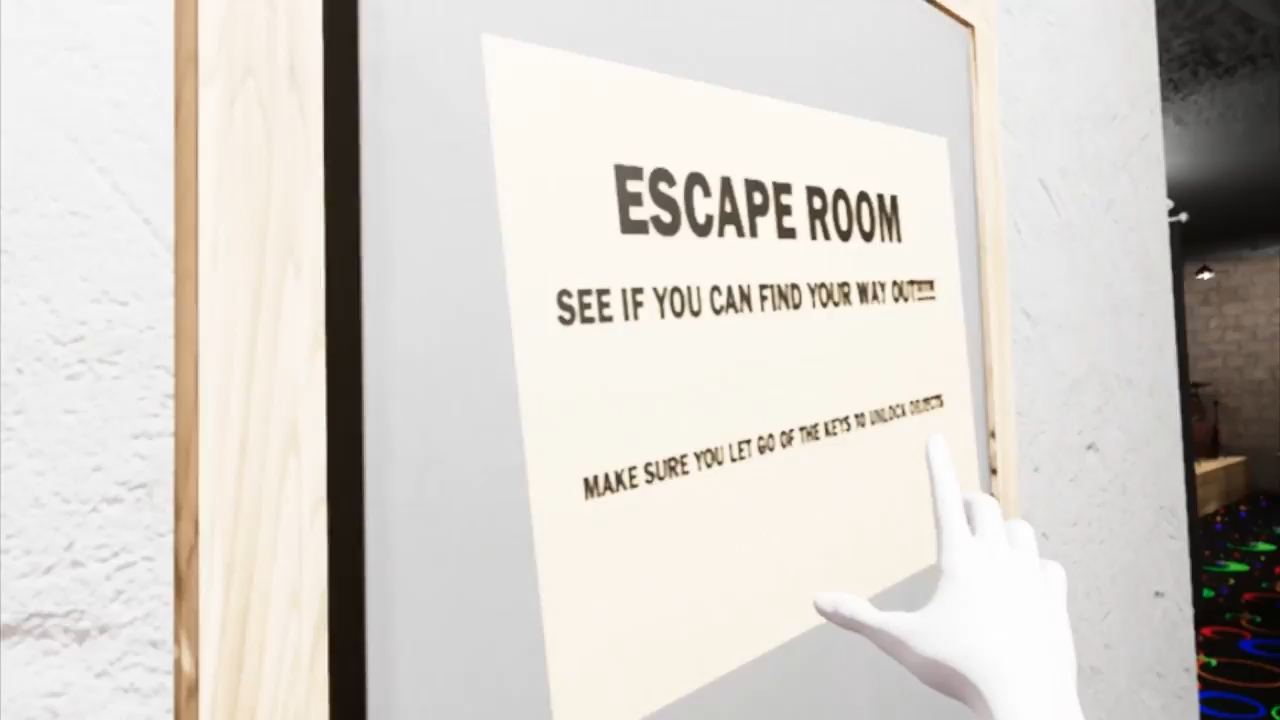 ESCAPE ROOM
SEE IF YOU CAN FIND YOUR WAY OUT!!!!!
MAKE SURE YOU LET GO OF THE KEYS TO UNLOCK OBJECTS